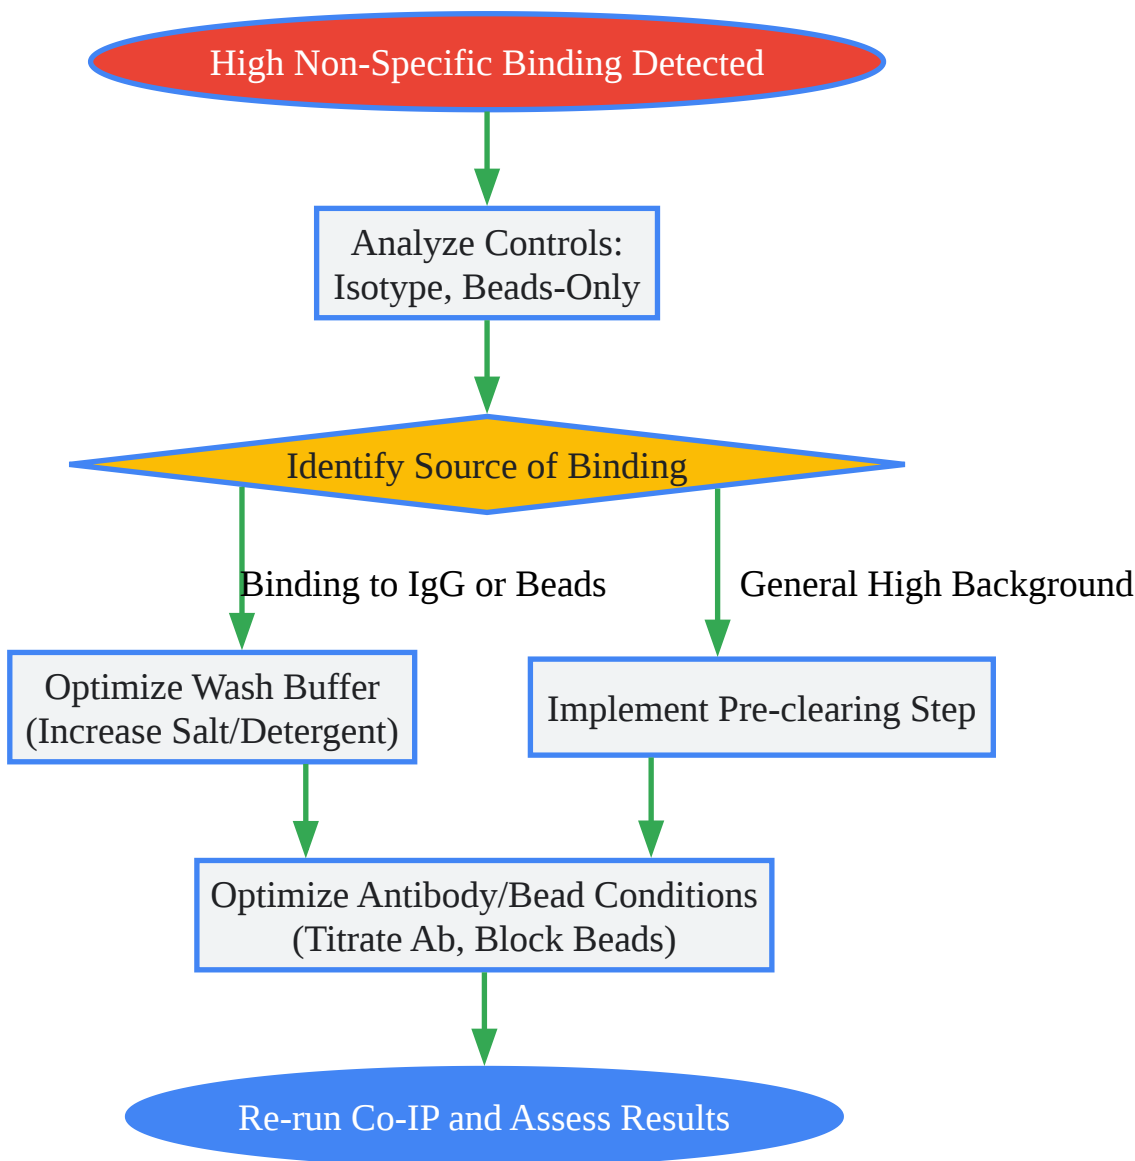 High Non-Specific Binding Detected
Analyze Controls:
Isotype, Beads-Only
Identify Source of Binding
Binding to IgG or Beads
General High Background
Optimize Wash Buffer
(Increase Salt/Detergent)
Implement Pre-clearing Step
Optimize Antibody/Bead Conditions
(Titrate Ab, Block Beads)
Re-run Co-IP and Assess Results